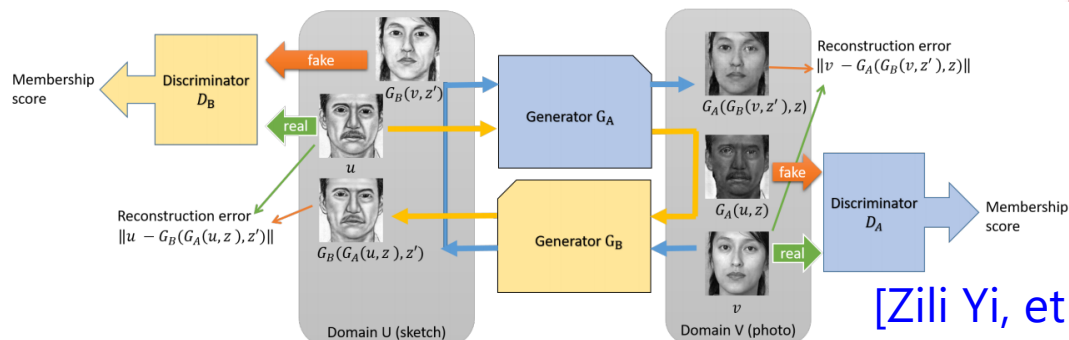 Membership
score
Discriminator
D_B
fake
real
G_B(v, z')
u
G_B(G_A(u, z), z')
Reconstruction error
‖u − G_B(G_A(u, z), z')‖
Domain U (sketch)
Generator G_A
Generator G_B
G_A(G_B(v, z'), z)
G_A(u, z)
v
Domain V (photo)
Reconstruction error
‖v − G_A(G_B(v, z'), z)‖
fake
real
Discriminator
D_A
Membership
score
[Zili Yi, et